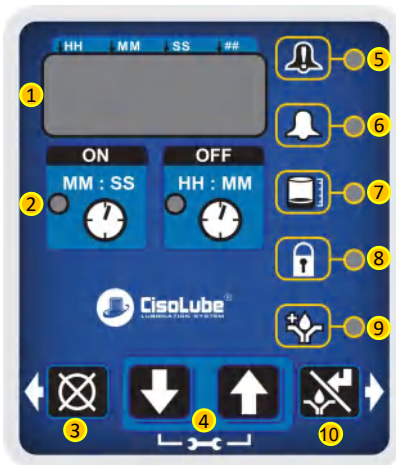 HH MM SS ##
1
5
6
ON OFF
MM : SS HH : MM
2
7
8
CisoLube®
LUBRICATION SYSTEM
9
3
4
10